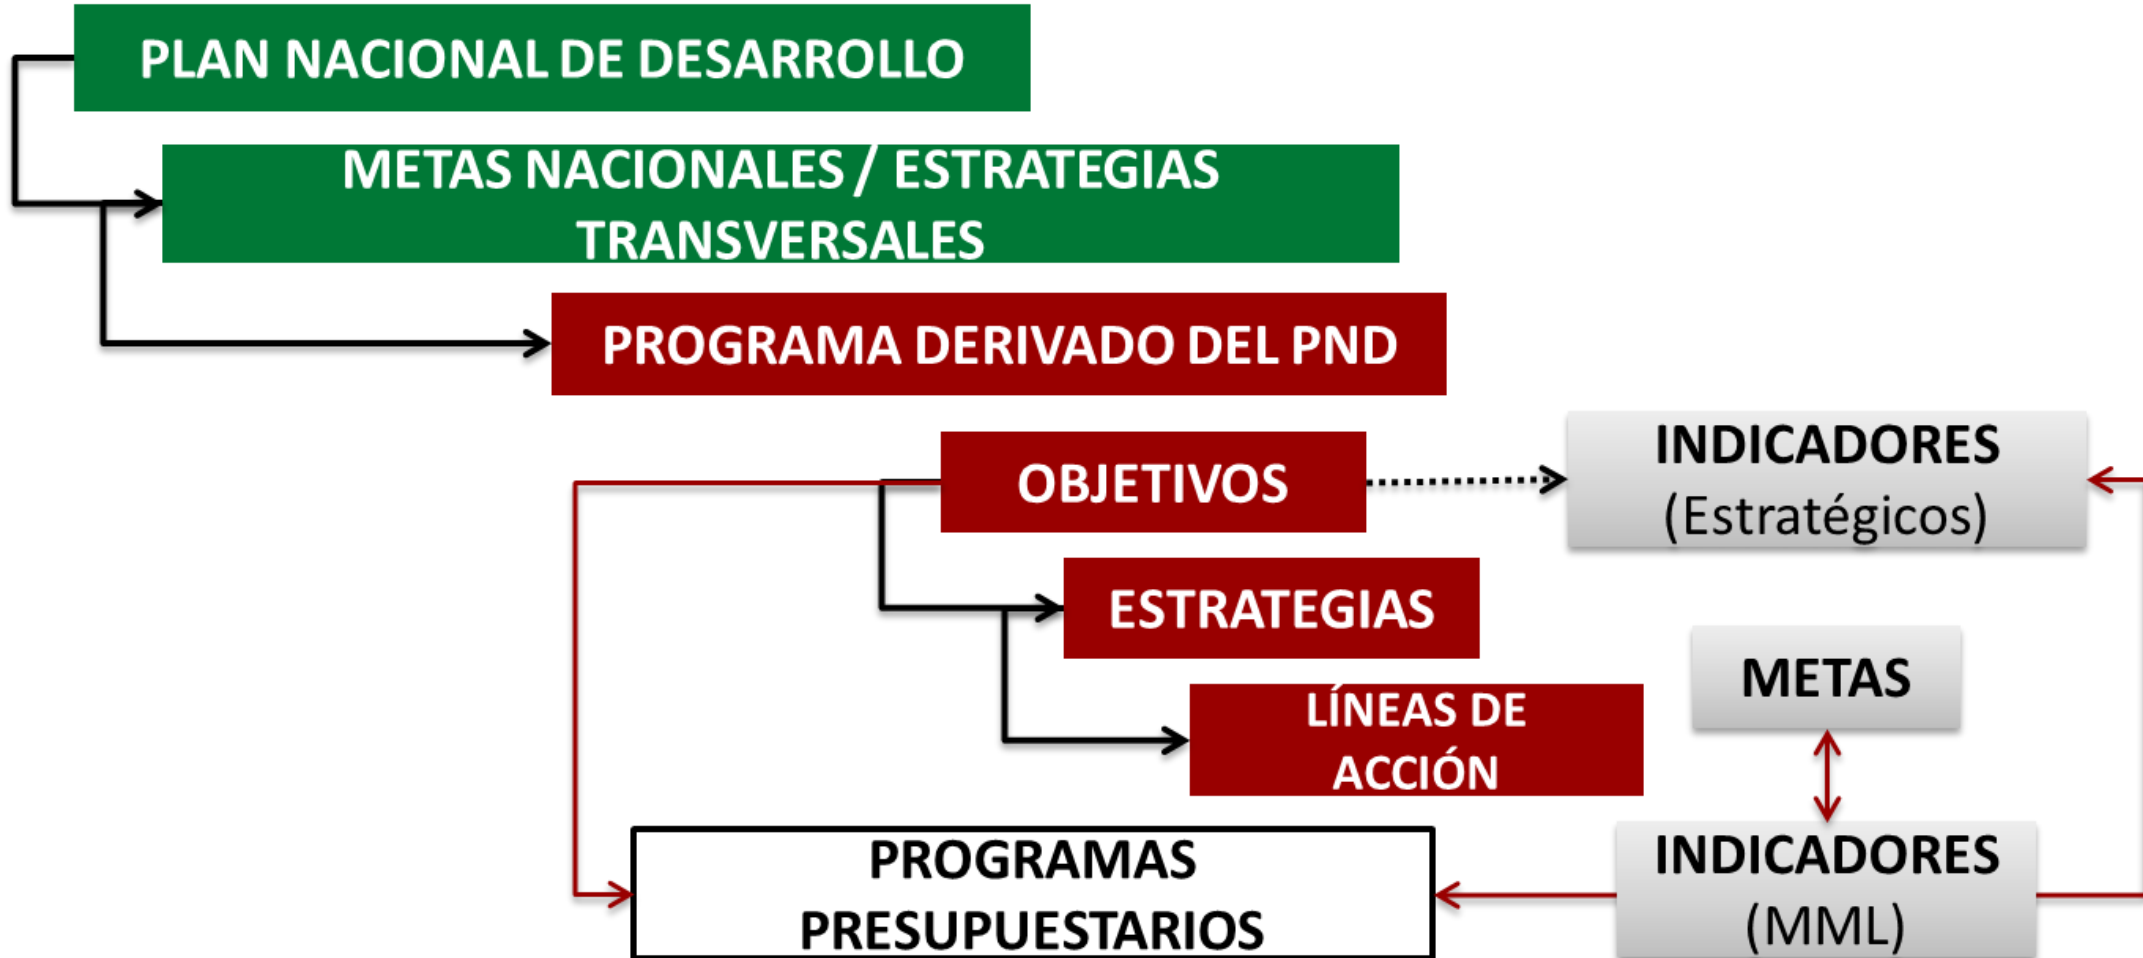 PLAN NACIONAL DE DESARROLLO
METAS NACIONALES / ESTRATEGIAS
TRANSVERSALES
PROGRAMA DERIVADO DEL PND
OBJETIVOS
INDICADORES
(Estratégicos)
ESTRATEGIAS
METAS
LÍNEAS DE
ACCIÓN
PROGRAMAS
PRESUPUESTARIOS
INDICADORES
(MML)